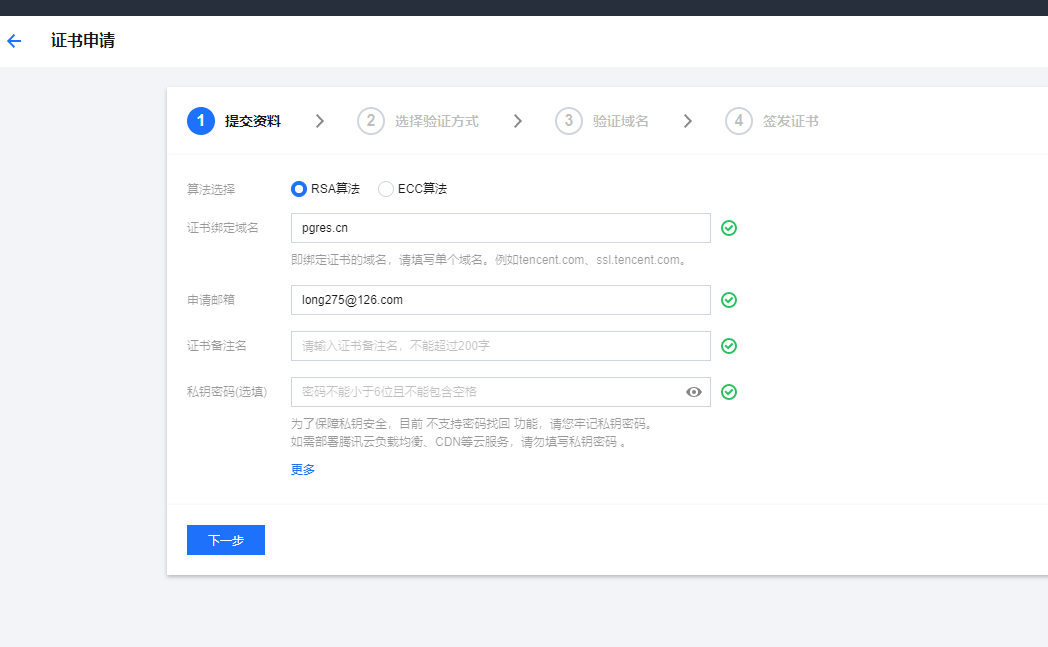 证书申请
1 提交资料 2 选择验证方式 3 验证域名 4 签发证书
算法选择 RSA算法 ECC算法
证书绑定域名 pgres.cn
即绑定证书的域名，请填写单个域名。例如tencent.com、ssl.tencent.com。
申请邮箱 long275@126.com
证书备注名 请输入证书备注名，不能超过200字
私钥密码(选填) 密码不能小于6位且不能包含空格
为了保障私钥安全，目前 不支持密码找回 功能，请您牢记私钥密码。
如需部署腾讯云负载均衡、CDN等云服务，请勿填写私钥密码 。
更多
下一步